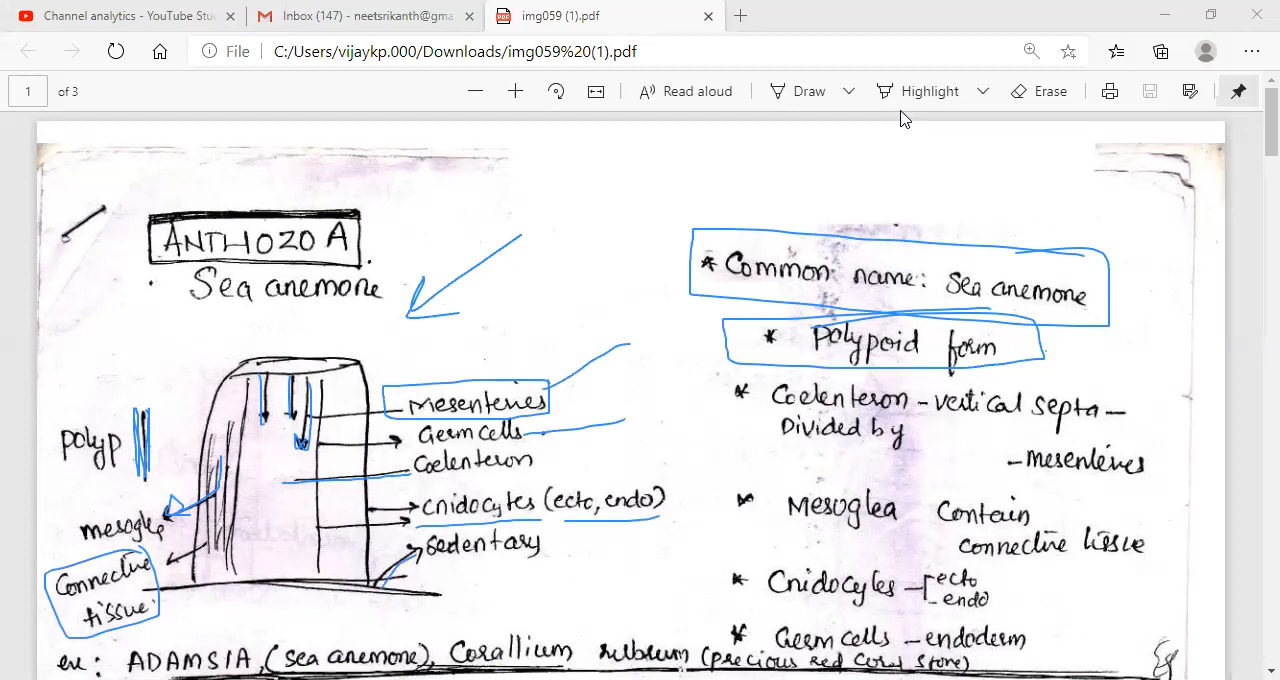 Channel analytics - YouTube Stu
Inbox (147) - neetsrikanth@gma
img059 (1).pdf
File C:/Users/vijaykp.000/Downloads/img059%20(1).pdf
1 of 3
Read aloud
Draw
Highlight
Erase
ANTHOZOA
Sea anemone
* Common name: Sea anemone
* Polypoid form
* Coelenteron - vertical septa -
Divided by
- mesenteries
* Mesoglea Contain
connective tissue
* Cnidocytes - ecto
- endo
* Germ cells - endoderm
polyp
mesoglea
Connective
tissue
Mesenteries
Germ cells
Coelenteron
Cnidocytes (ecto, endo)
Sedentary
ex: ADAMSIA, (sea anemone), Corallium rubrum (precious red Coral stone)